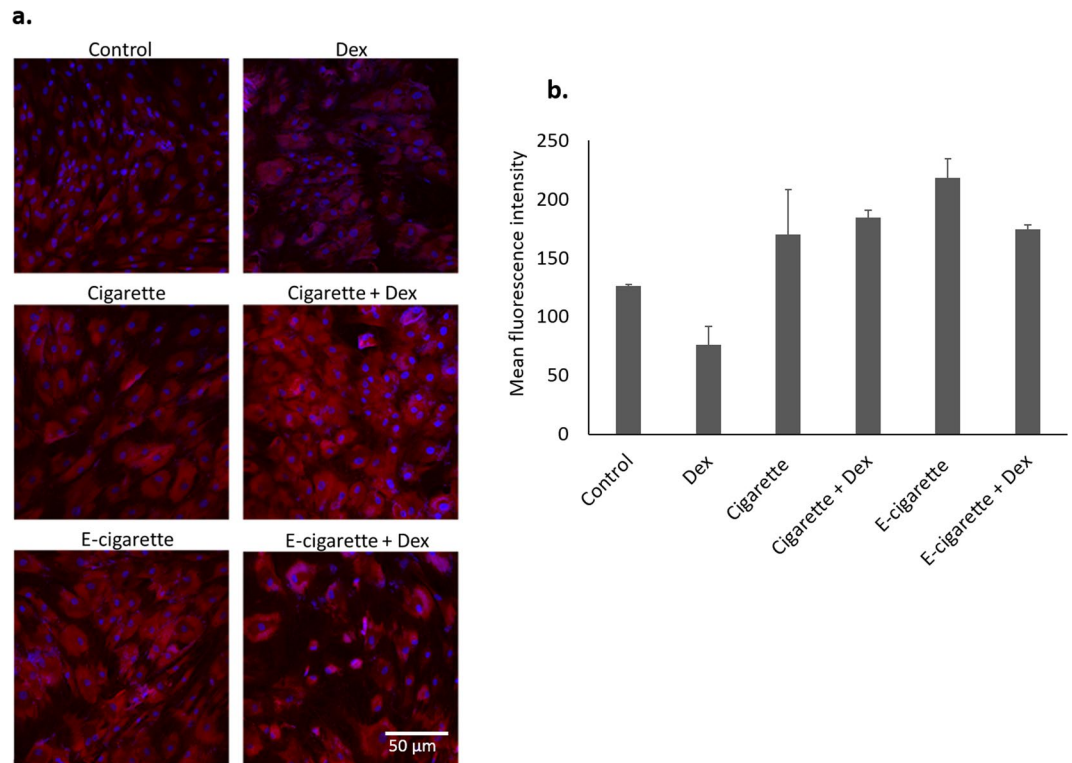 a.
Control Dex
Cigarette Cigarette + Dex
E-cigarette E-cigarette + Dex
50 µm
b.
Mean fluorescence intensity
250
200
150
100
50
0
Control
Dex
Cigarette
Cigarette + Dex
E-cigarette
E-cigarette + Dex